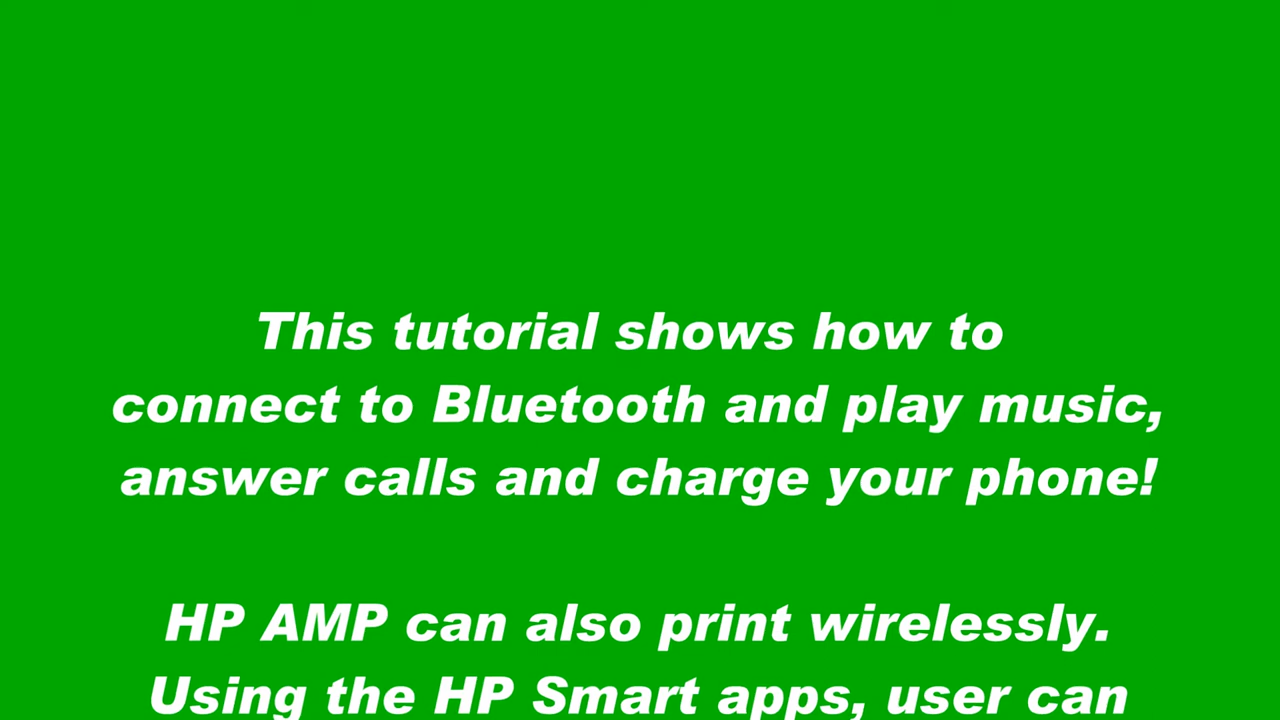 This tutorial shows how to
connect to Bluetooth and play music,
answer calls and charge your phone!
HP AMP can also print wirelessly.
Using the HP Smart apps, user can